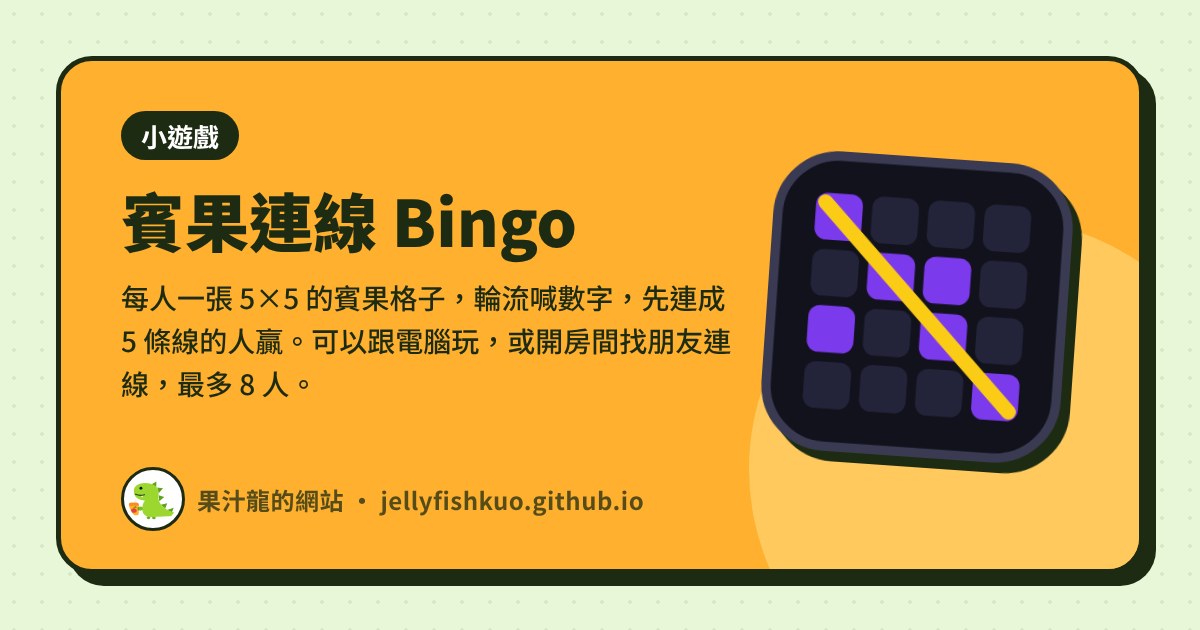 小遊戲
賓果連線 Bingo
每人一張 5×5 的賓果格子，輪流喊數字，先連成
5 條線的人贏。可以跟電腦玩，或開房間找朋友連
線，最多 8 人。
果汁龍的網站 · jellyfishkuo.github.io